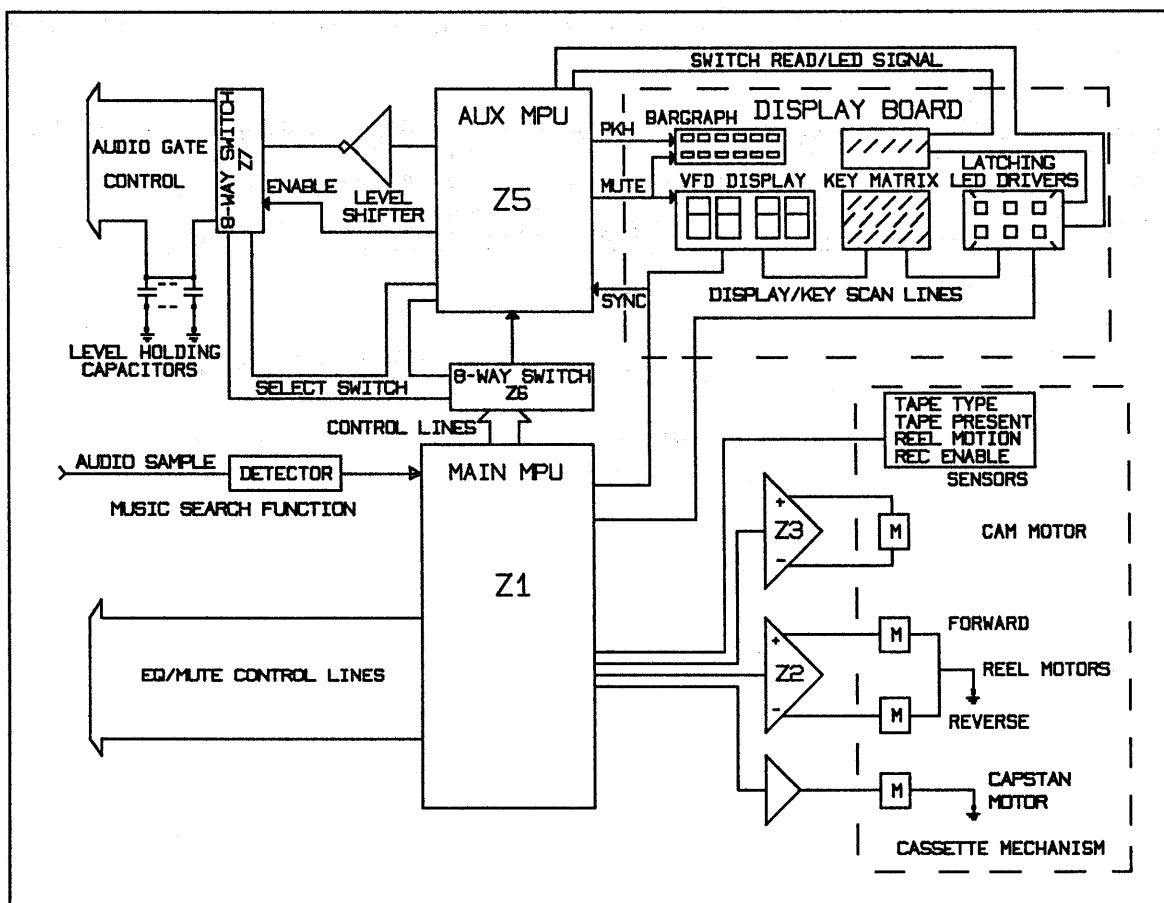 SWITCH READ/LED SIGNAL
DISPLAY BOARD
AUX MPU
Z5
PKH
BARGRAPH
MUTE
VFD DISPLAY
KEY MATRIX
LATCHING
LED DRIVERS
8-WAY SWITCH
Z7
AUDIO GATE
CONTROL
ENABLE
LEVEL
SHIFTER
SYNC
DISPLAY/KEY SCAN LINES
LEVEL HOLDING
CAPACITORS
SELECT SWITCH
8-WAY SWITCH
Z6
CONTROL LINES
AUDIO SAMPLE
DETECTOR
MUSIC SEARCH FUNCTION
MAIN MPU
Z1
TAPE TYPE
TAPE PRESENT
REEL MOTION
REC ENABLE
SENSORS
+
Z3
-
M
CAM MOTOR
EQ/MUTE CONTROL LINES
+
Z2
-
M
FORWARD
REEL MOTORS
M
REVERSE
M
CAPSTAN
MOTOR
CASSETTE MECHANISM